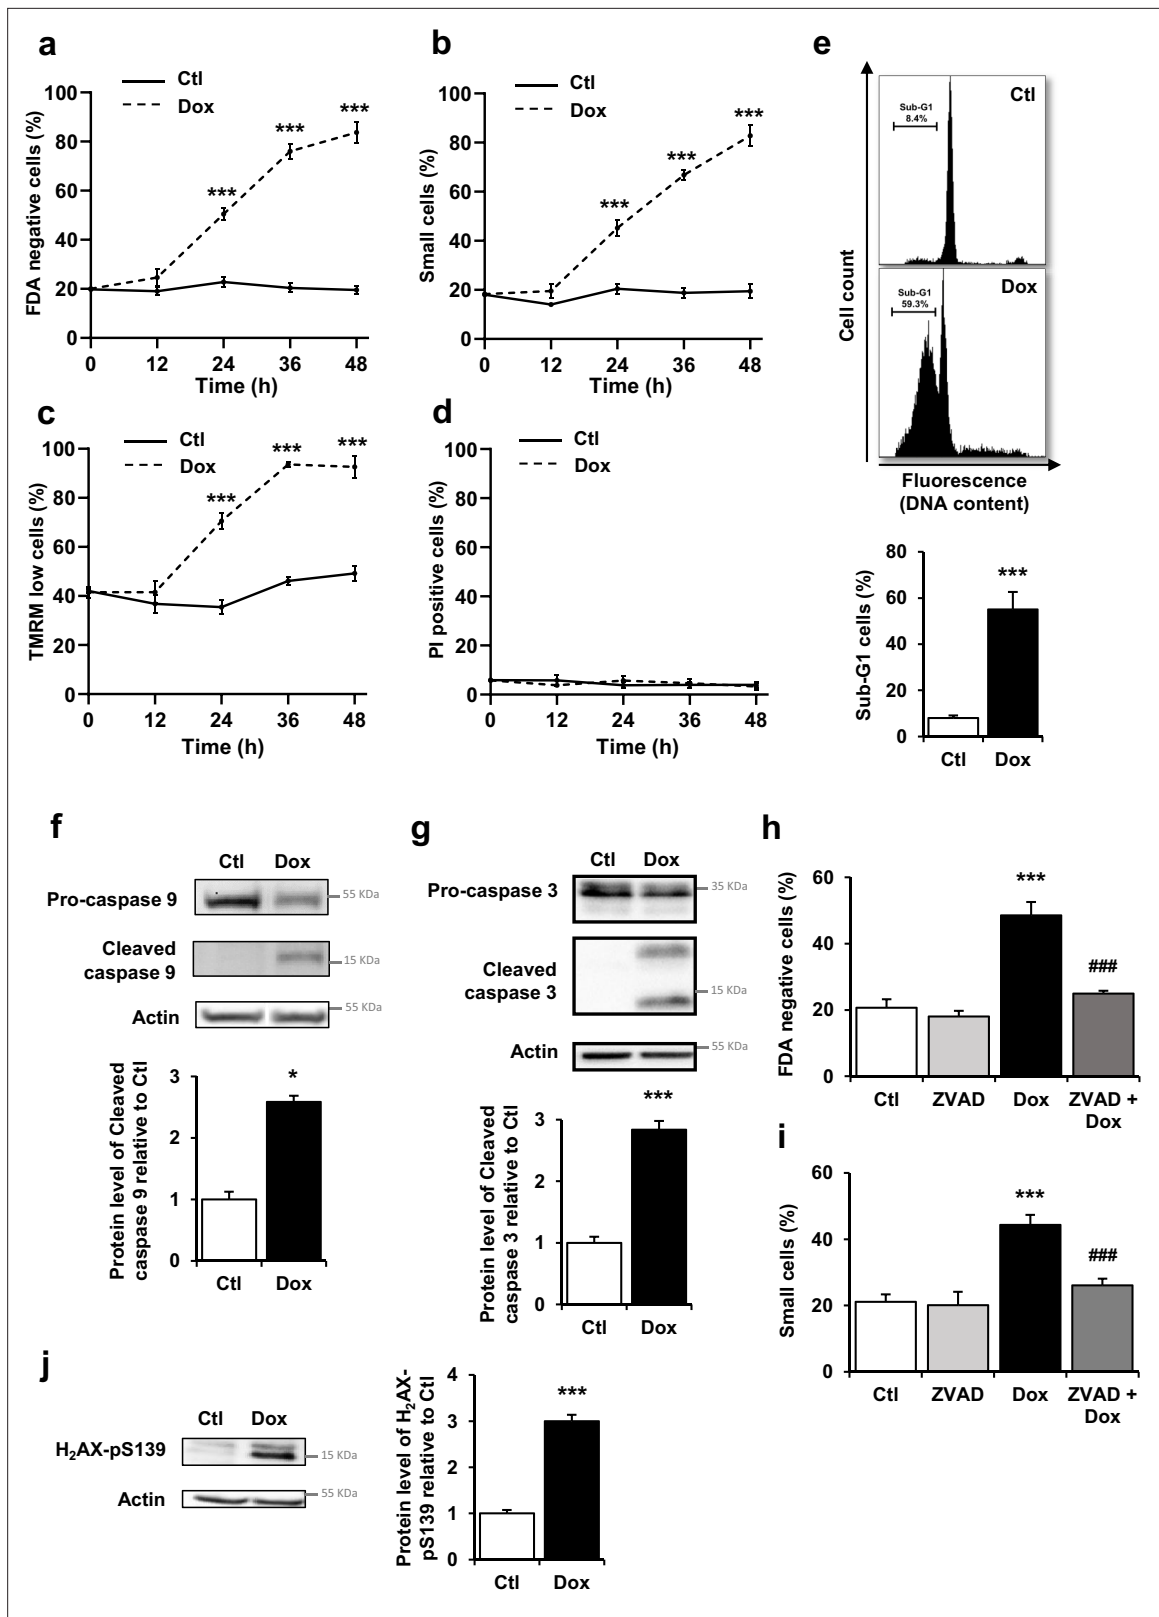 a
Ctl
Dox
FDA negative cells (%)
100
80
60
40
20
0
***
***
***
0 12 24 36 48
Time (h)
b
Ctl
Dox
Small cells (%)
100
80
60
40
20
0
***
***
***
0 12 24 36 48
Time (h)
e
Ctl
Sub-G1
8.4%
Dox
Sub-G1
59.3%
Cell count
Fluorescence
(DNA content)
Sub-G1 cells (%)
80
60
40
20
0
***
Ctl Dox
c
Ctl
Dox
TMRM low cells (%)
100
80
60
40
20
0
***
***
***
0 12 24 36 48
Time (h)
d
Ctl
Dox
PI positive cells (%)
100
80
60
40
20
0
0 12 24 36 48
Time (h)
f
Ctl Dox
Pro-caspase 9
55 KDa
Cleaved
caspase 9
15 KDa
Actin
55 KDa
Protein level of Cleaved
caspase 9 relative to Ctl
3
2
1
0
*
Ctl Dox
g
Ctl Dox
Pro-caspase 3
35 KDa
Cleaved
caspase 3
15 KDa
Actin
55 KDa
Protein level of Cleaved
caspase 3 relative to Ctl
3
2
1
0
***
Ctl Dox
h
FDA negative cells (%)
60
40
20
0
***
###
Ctl ZVAD Dox ZVAD +
Dox
i
Small cells (%)
60
40
20
0
***
###
Ctl ZVAD Dox ZVAD +
Dox
j
Ctl Dox
H₂AX-pS139
15 KDa
Actin
55 KDa
Protein level of H₂AX-
pS139 relative to Ctl
4
3
2
1
0
***
Ctl Dox